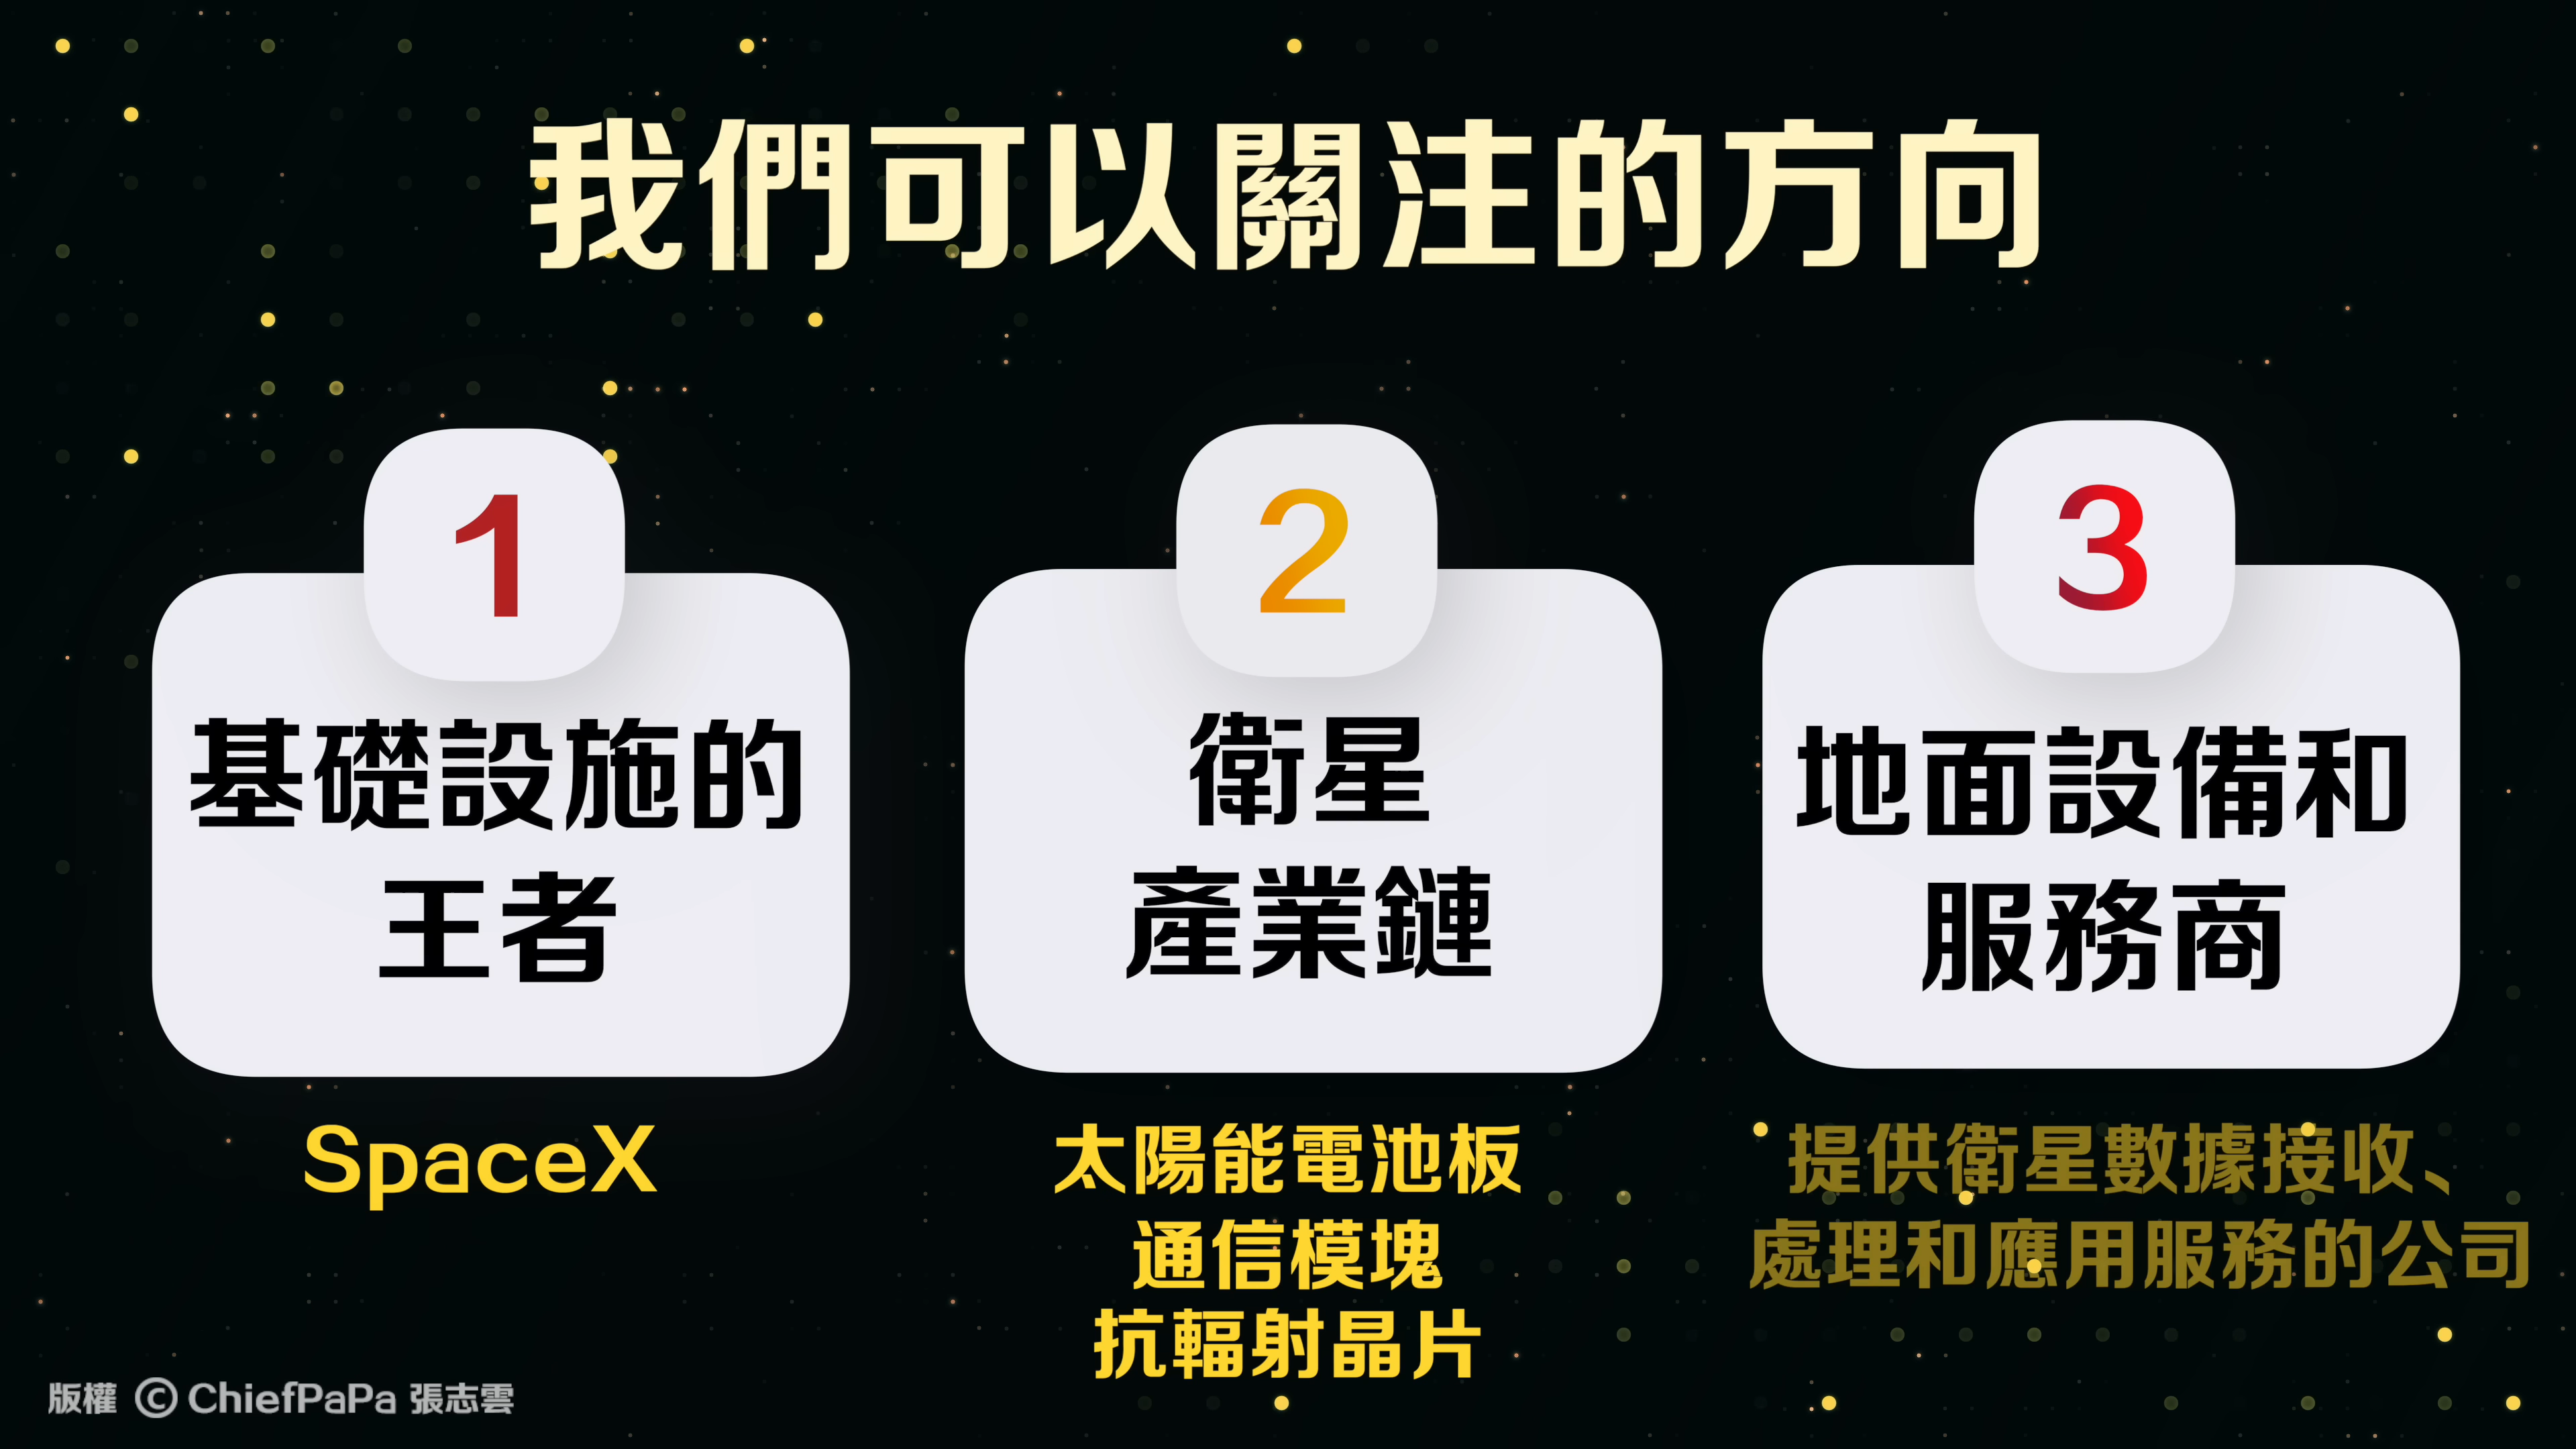 我們可以關注的方向
1
基礎設施的
王者
SpaceX
2
衛星
產業鏈
太陽能電池板
通信模塊
抗輻射晶片
3
地面設備和
服務商
提供衛星數據接收、
處理和應用服務的公司
版權 © ChiefPaPa 張志雲